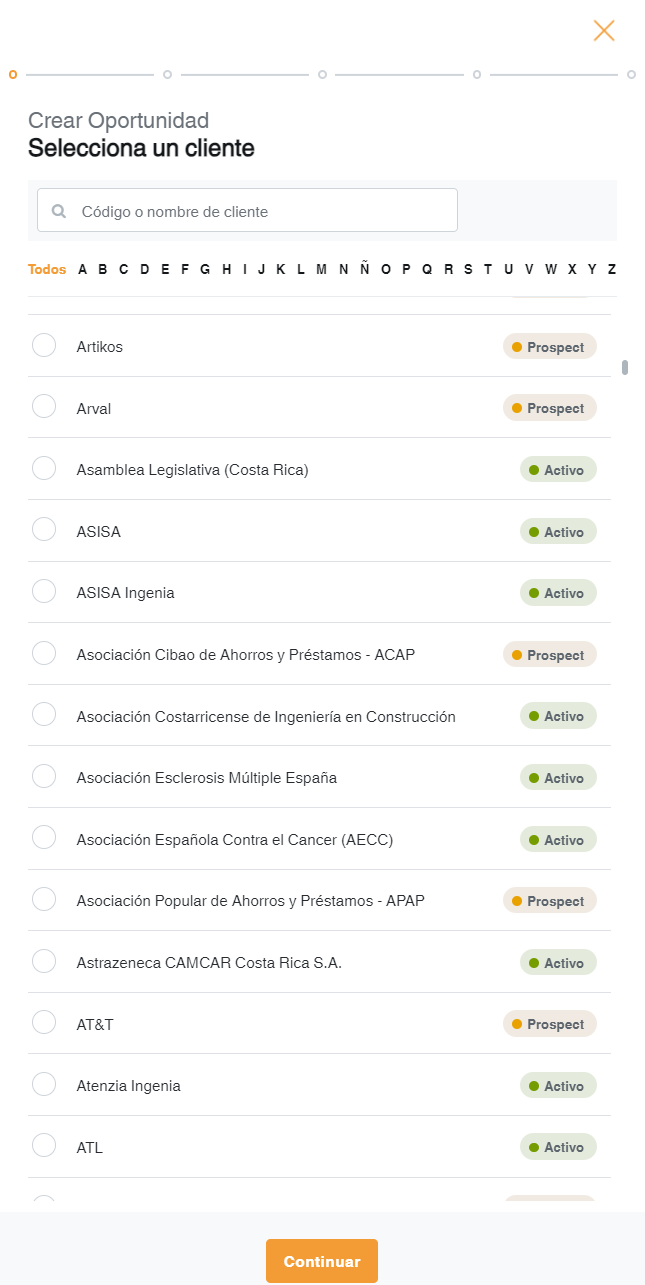 Crear Oportunidad
Selecciona un cliente
Código o nombre de cliente
Todos A B C D E F G H I J K L M N Ñ O P Q R S T U V W X Y Z
Artikos Prospect
Arval Prospect
Asamblea Legislativa (Costa Rica) Activo
ASISA Activo
ASISA Ingenia Activo
Asociación Cibao de Ahorros y Préstamos - ACAP Prospect
Asociación Costarricense de Ingeniería en Construcción Activo
Asociación Esclerosis Múltiple España Activo
Asociación Española Contra el Cancer (AECC) Activo
Asociación Popular de Ahorros y Préstamos - APAP Prospect
Astrazeneca CAMCAR Costa Rica S.A. Activo
AT&T Prospect
Atenzia Ingenia Activo
ATL Activo
Continuar